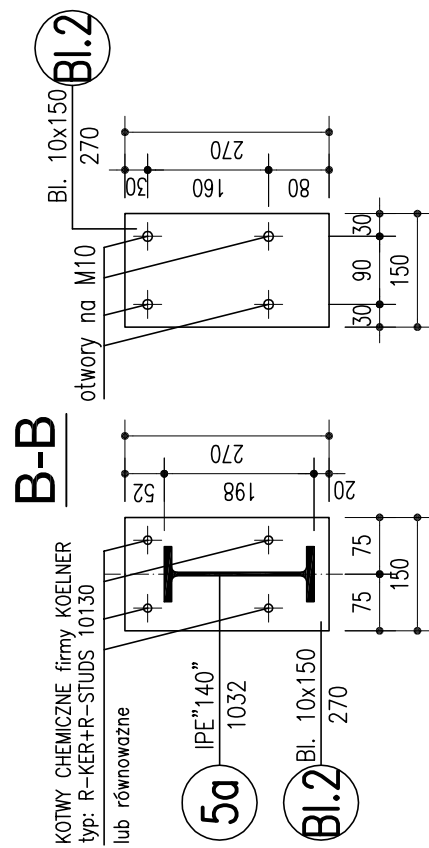 B-B
KOTWY CHEMICZNE firmy KOELNER
typ: R-KER+R-STUDS 10130
lub równoważne
5a
IPE"140"
1032
Bl.2
Bl. 10x150
270
52
198
20
270
75
75
150
Bl.2
Bl. 10x150
270
otwory na M10
30
160
80
270
30
90
30
150